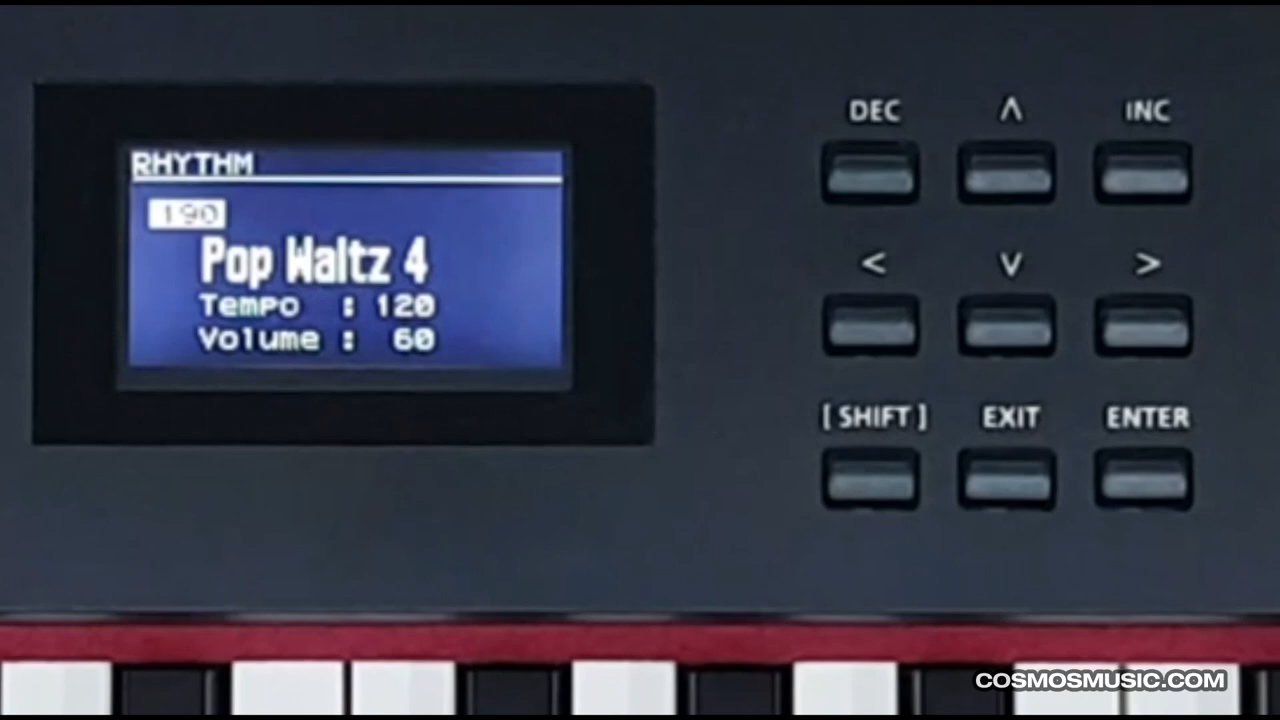 RHYTHM
190
Pop Waltz 4
Tempo : 120
Volume : 60
DEC Λ INC
< V >
[ SHIFT ] EXIT ENTER
COSMOSMUSIC.COM